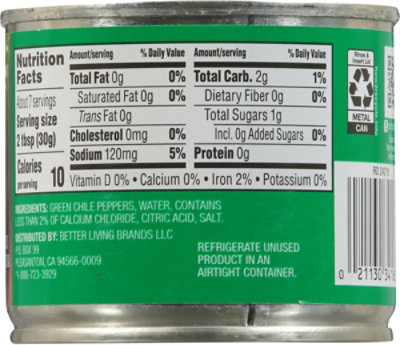 Nutrition
Facts
About 7 servings
Serving size
2 tbsp (30g)
Calories
per serving
10
Amount/serving % Daily Value
Total Fat 0g 0%
Saturated Fat 0g 0%
Trans Fat 0g
Cholesterol 0mg 0%
Sodium 120mg 5%
Amount/serving % Daily Value
Total Carb. 2g 1%
Dietary Fiber 0g 0%
Total Sugars 1g
Incl. 0g Added Sugars 0%
Protein 0g
Vitamin D 0% • Calcium 0% • Iron 2% • Potassium 0%
INGREDIENTS: GREEN CHILE PEPPERS, WATER, CONTAINS
LESS THAN 2% OF CALCIUM CHLORIDE, CITRIC ACID, SALT.
DISTRIBUTED BY: BETTER LIVING BRANDS LLC
P.O. BOX 99
PLEASANTON, CA 94566-0009
1-888-723-3929
REFRIGERATE UNUSED
PRODUCT IN AN
AIRTIGHT CONTAINER.
Rinse &
Insert Lid
METAL
CAN
0 21130